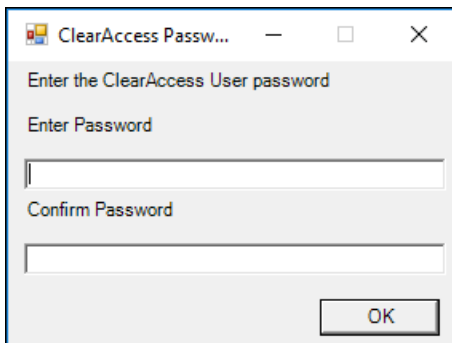 ClearAccess Passw...
Enter the ClearAccess User password
Enter Password
Confirm Password
OK